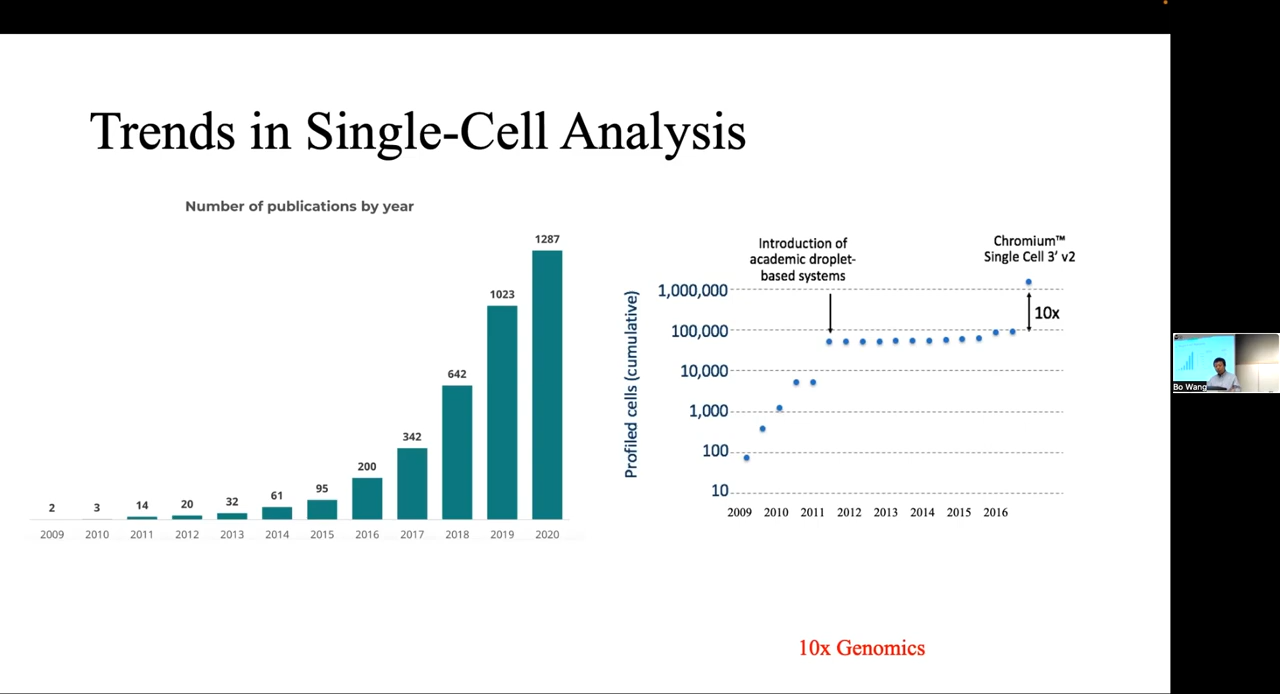 Trends in Single-Cell Analysis
Number of publications by year
1287
1023
642
342
200
95
61
32
20
14
3
2
2009 2010 2011 2012 2013 2014 2015 2016 2017 2018 2019 2020
Introduction of
academic droplet-
based systems
Chromium™
Single Cell 3' v2
10x
Profiled cells (cumulative)
1,000,000
100,000
10,000
1,000
100
10
2009 2010 2011 2012 2013 2014 2015 2016
10x Genomics
Bo Wang